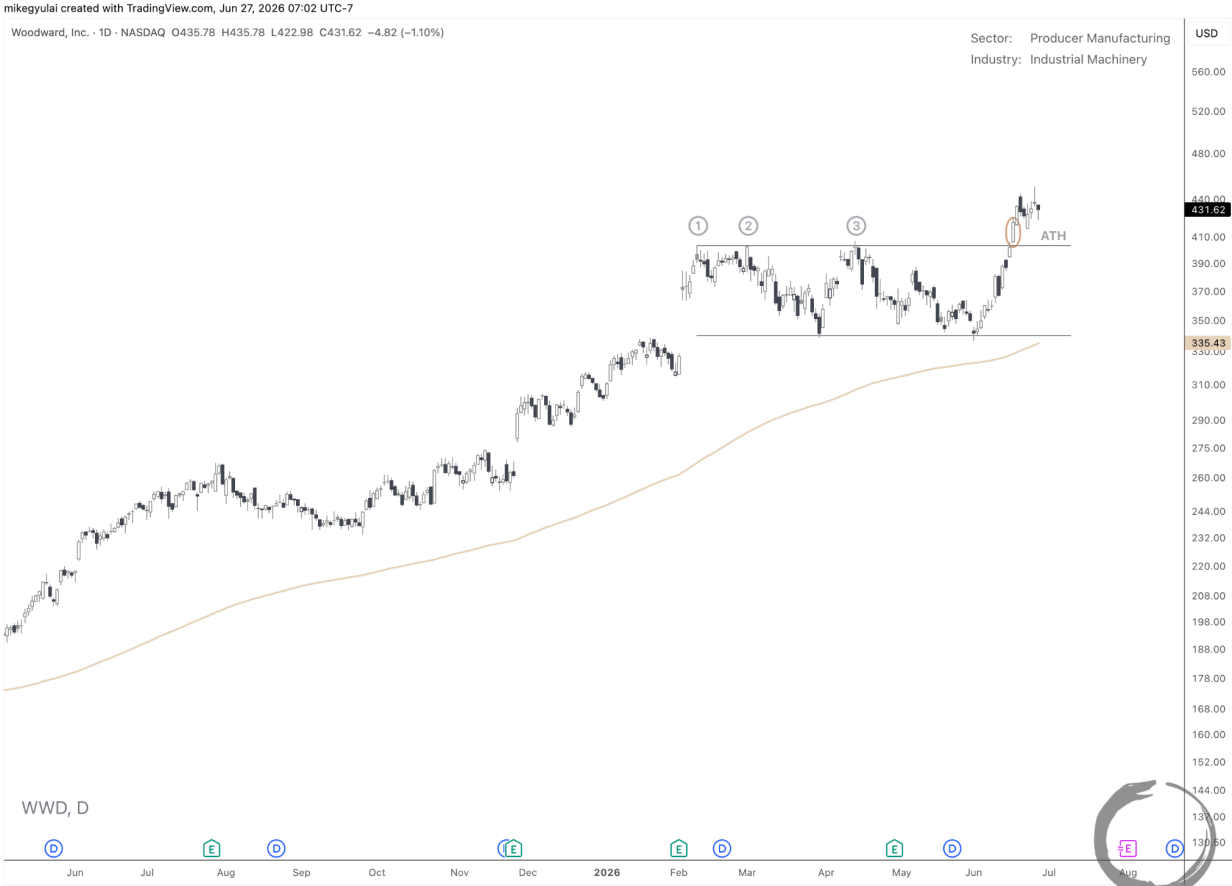 mikegyulai created with TradingView.com, Jun 27, 2026 07:02 UTC-7
Woodward, Inc. · 1D · NASDAQ O435.78 H435.78 L422.98 C431.62 −4.82 (−1.10%)
USD
Sector: Producer Manufacturing
Industry: Industrial Machinery
560.00
520.00
480.00
440.00
431.62
410.00
390.00
370.00
350.00
335.43
330.00
310.00
290.00
275.00
260.00
244.00
232.00
220.00
208.00
198.00
188.00
178.00
168.00
160.00
152.00
144.00
137.00
130.50
1 2 3
ATH
WWD, D
D E D E E D E D E D
Jun Jul Aug Sep Oct Nov Dec 2026 Feb Mar Apr May Jun Jul Aug